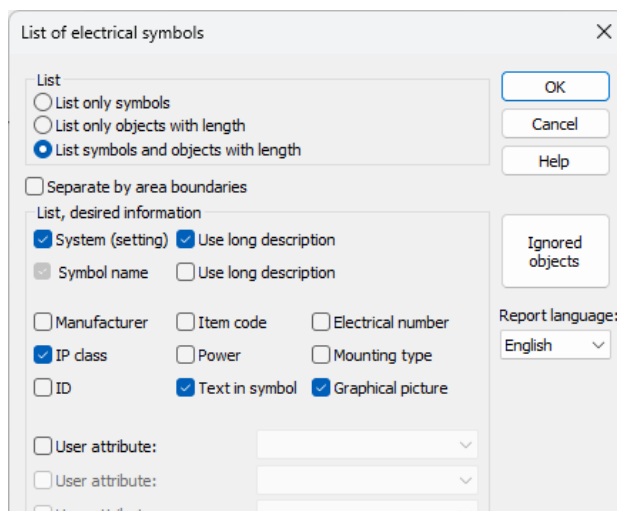 List of electrical symbols
List
List only symbols
List only objects with length
List symbols and objects with length
OK
Cancel
Help
Separate by area boundaries
List, desired information
System (setting) Use long description
Symbol name Use long description
Ignored
objects
Manufacturer Item code Electrical number
IP class Power Mounting type
ID Text in symbol Graphical picture
Report language:
English
User attribute:
User attribute: